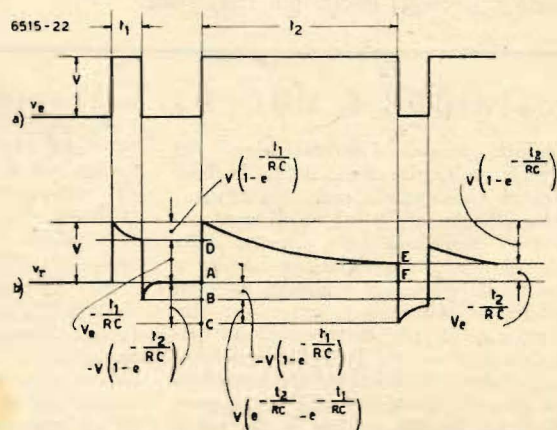 6515-22
t₁
t₂
V
vₑ
a)
V(1-e^{-t₁/RC})
V(1-e^{-t₂/RC})
D
V
E
A
vᵣ
F
b)
B
C
Ve^{-t₁/RC}
-V(1-e^{-t₁/RC})
Ve^{-t₂/RC}
-V(1-e^{-t₂/RC})
V(e^{-t₂/RC} -e^{-t₁/RC})